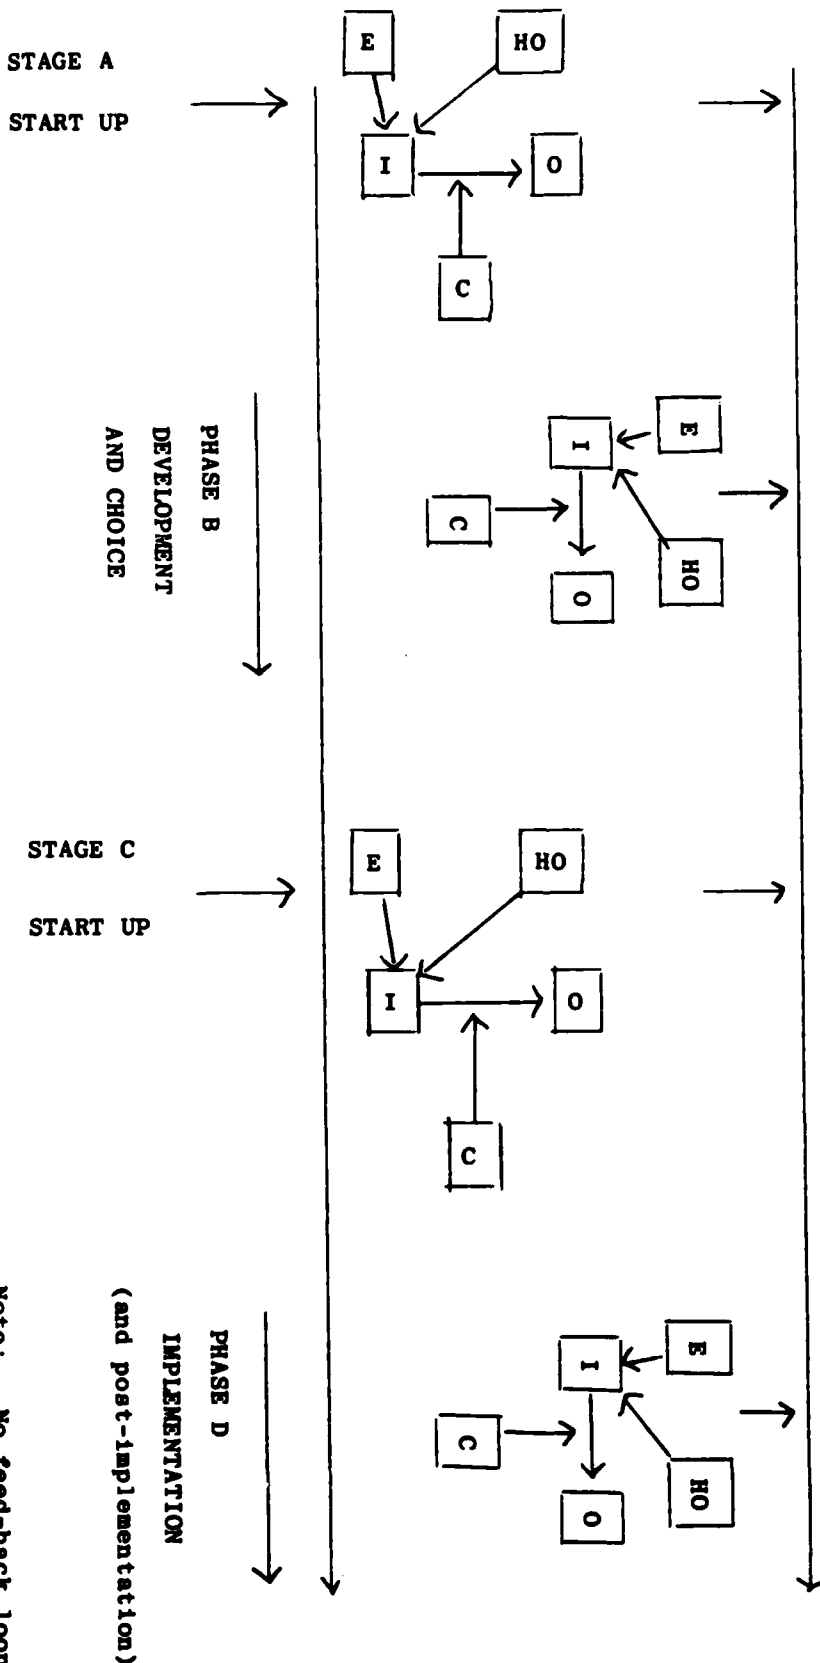 STAGE A
START UP
E
HO
I
O
C
PHASE B
DEVELOPMENT
AND CHOICE
E
I
HO
C
O
STAGE C
START UP
E
HO
I
O
C
PHASE D
IMPLEMENTATION
(and post-implementation)
E
I
HO
C
O
Note: No feed-back loop